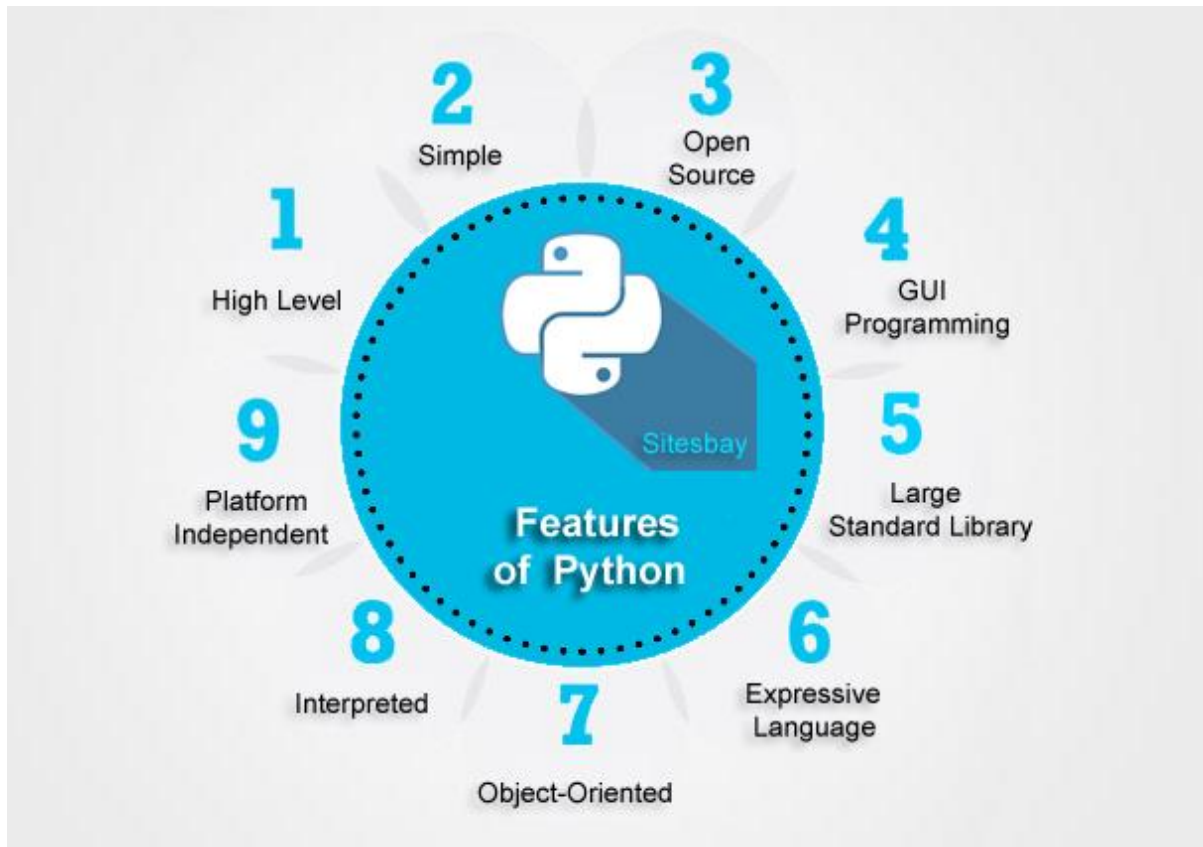 1
High Level
2
Simple
3
Open
Source
4
GUI
Programming
5
Large
Standard Library
6
Expressive
Language
7
Object-Oriented
8
Interpreted
9
Platform
Independent
Sitesbay
Features
of Python